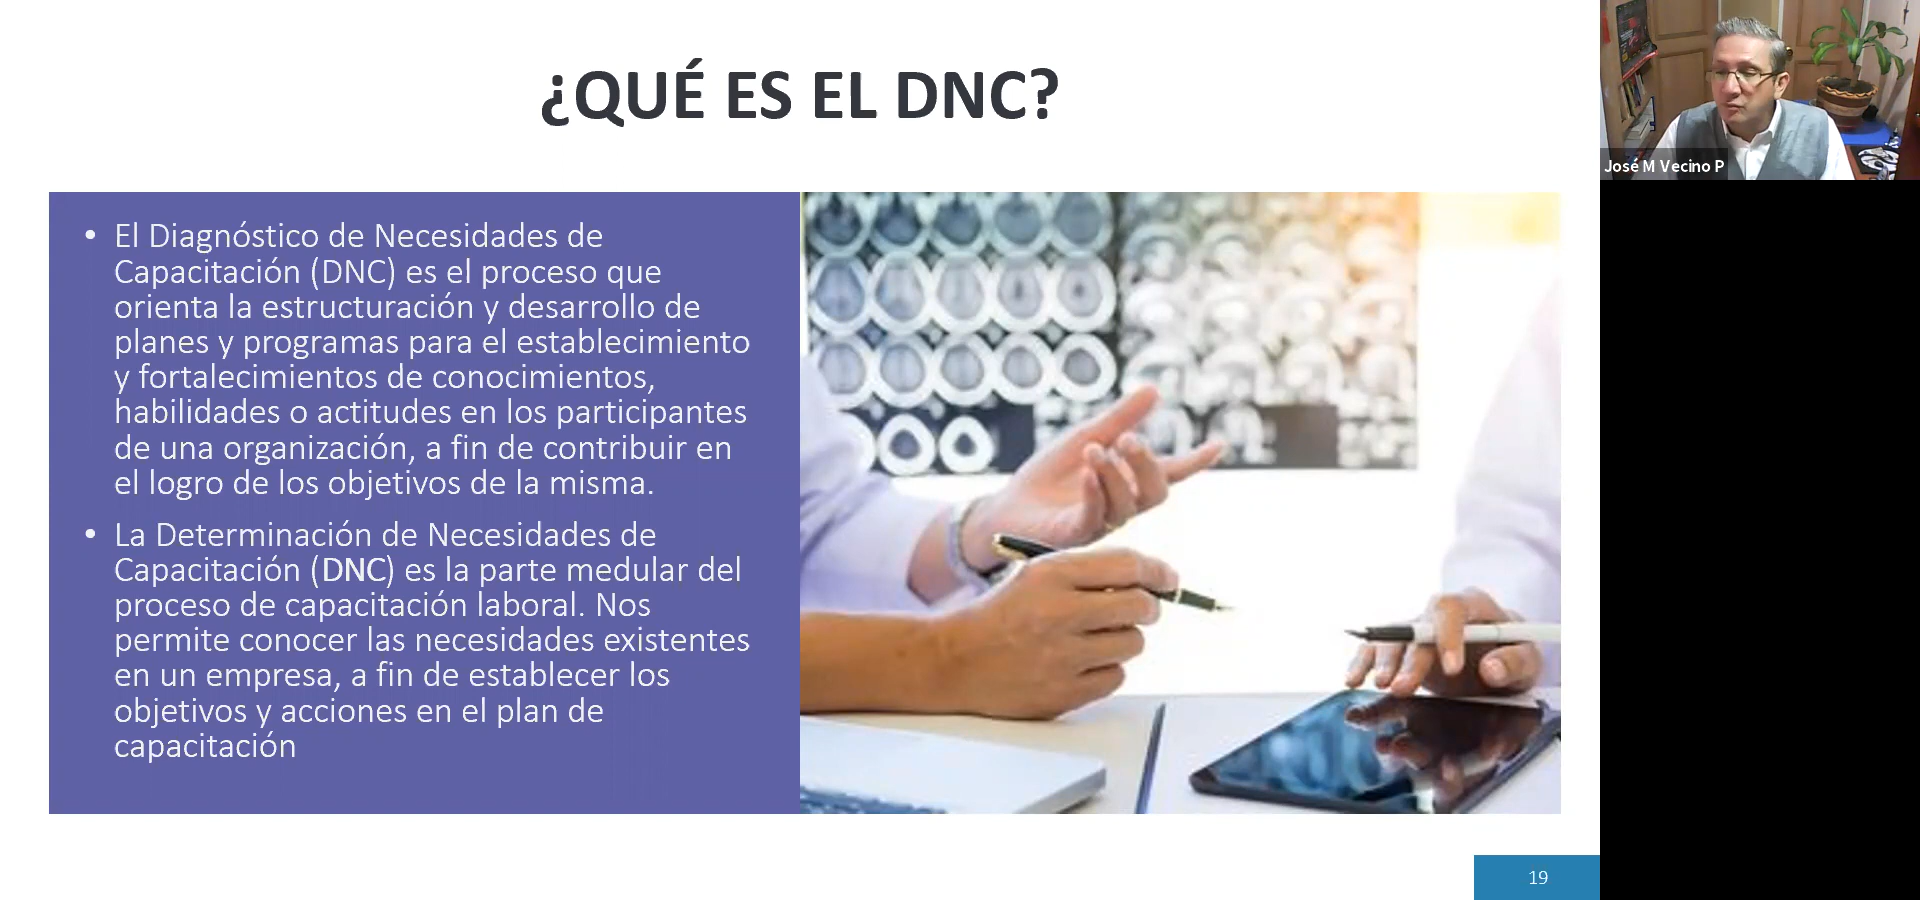 ¿QUÉ ES EL DNC?
• El Diagnóstico de Necesidades de
Capacitación (DNC) es el proceso que
orienta la estructuración y desarrollo de
planes y programas para el establecimiento
y fortalecimientos de conocimientos,
habilidades o actitudes en los participantes
de una organización, a fin de contribuir en
el logro de los objetivos de la misma.
• La Determinación de Necesidades de
Capacitación (DNC) es la parte medular del
proceso de capacitación laboral. Nos
permite conocer las necesidades existentes
en un empresa, a fin de establecer los
objetivos y acciones en el plan de
capacitación
19
José M Vecino P